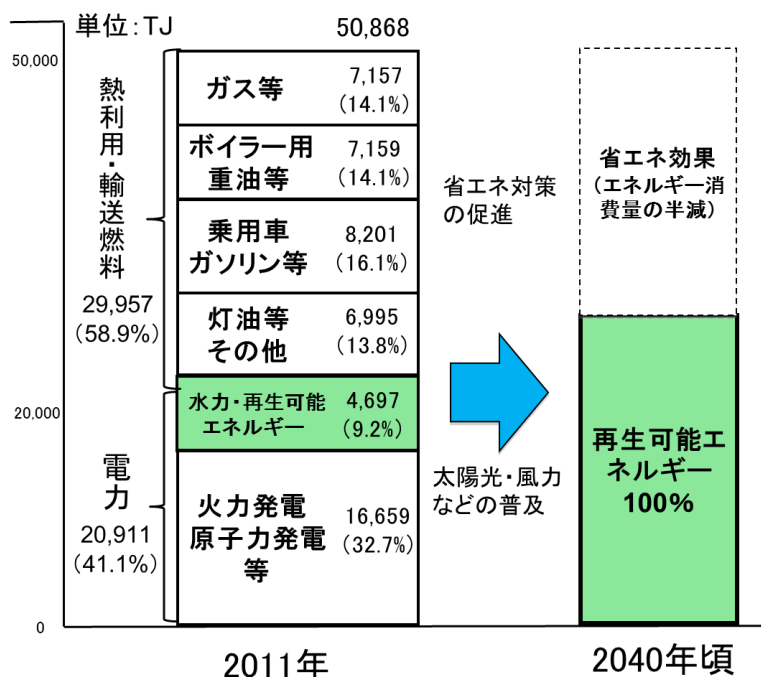 単位:TJ
50,868
50,000
20,000
0
熱利用・輸送燃料
29,957
(58.9%)
電力
20,911
(41.1%)
ガス等
7,157
(14.1%)
ボイラー用
重油等
7,159
(14.1%)
乗用車
ガソリン等
8,201
(16.1%)
灯油等
その他
6,995
(13.8%)
水力・再生可能
エネルギー
4,697
(9.2%)
火力発電
原子力発電
等
16,659
(32.7%)
2011年
省エネ対策
の促進
太陽光・風力
などの普及
省エネ効果
(エネルギー消
費量の半減)
再生可能エ
ネルギー
100%
2040年頃